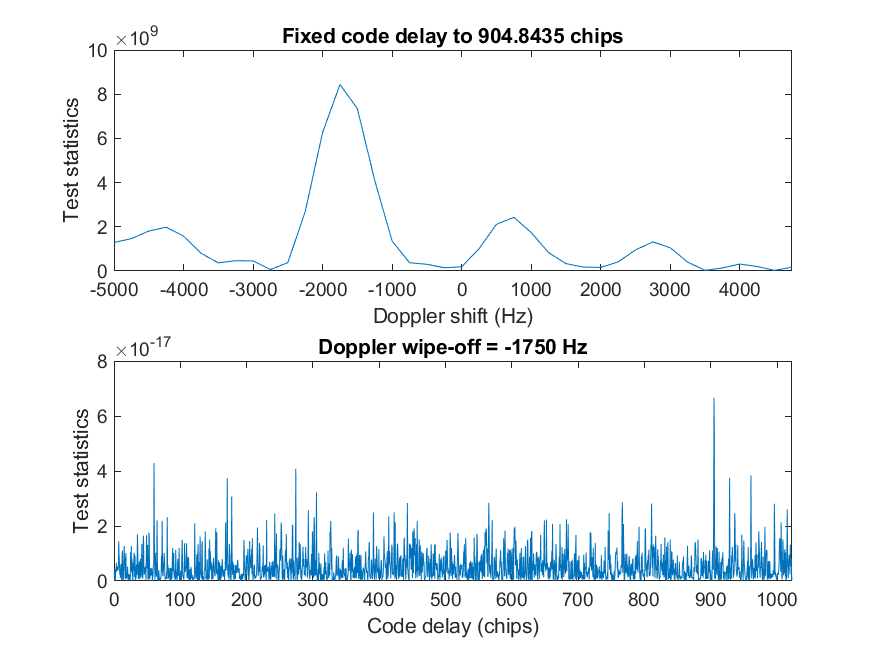 ×10^9
Fixed code delay to 904.8435 chips
10
8
6
4
2
0
Test statistics
-5000 -4000 -3000 -2000 -1000 0 1000 2000 3000 4000
Doppler shift (Hz)
×10^-17
Doppler wipe-off = -1750 Hz
8
6
4
2
0
Test statistics
0 100 200 300 400 500 600 700 800 900 1000
Code delay (chips)